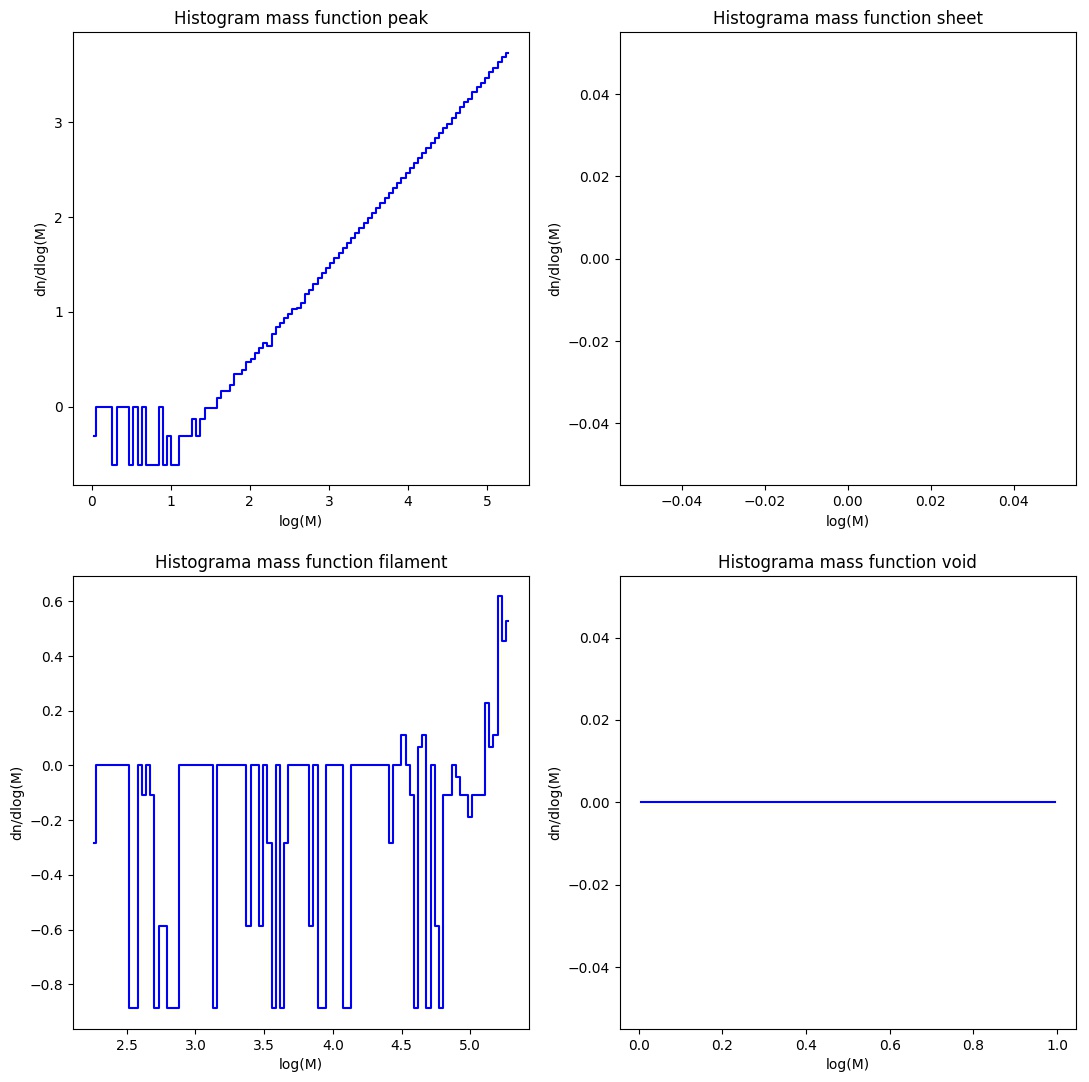 Histogram mass function peak
dn/dlog(M)
3
2
1
0
0 1 2 3 4 5
log(M)
Histograma mass function sheet
dn/dlog(M)
0.04
0.02
0.00
−0.02
−0.04
−0.04 −0.02 0.00 0.02 0.04
log(M)
Histograma mass function filament
dn/dlog(M)
0.6
0.4
0.2
0.0
−0.2
−0.4
−0.6
−0.8
2.5 3.0 3.5 4.0 4.5 5.0
log(M)
Histograma mass function void
dn/dlog(M)
0.04
0.02
0.00
−0.02
−0.04
0.0 0.2 0.4 0.6 0.8 1.0
log(M)